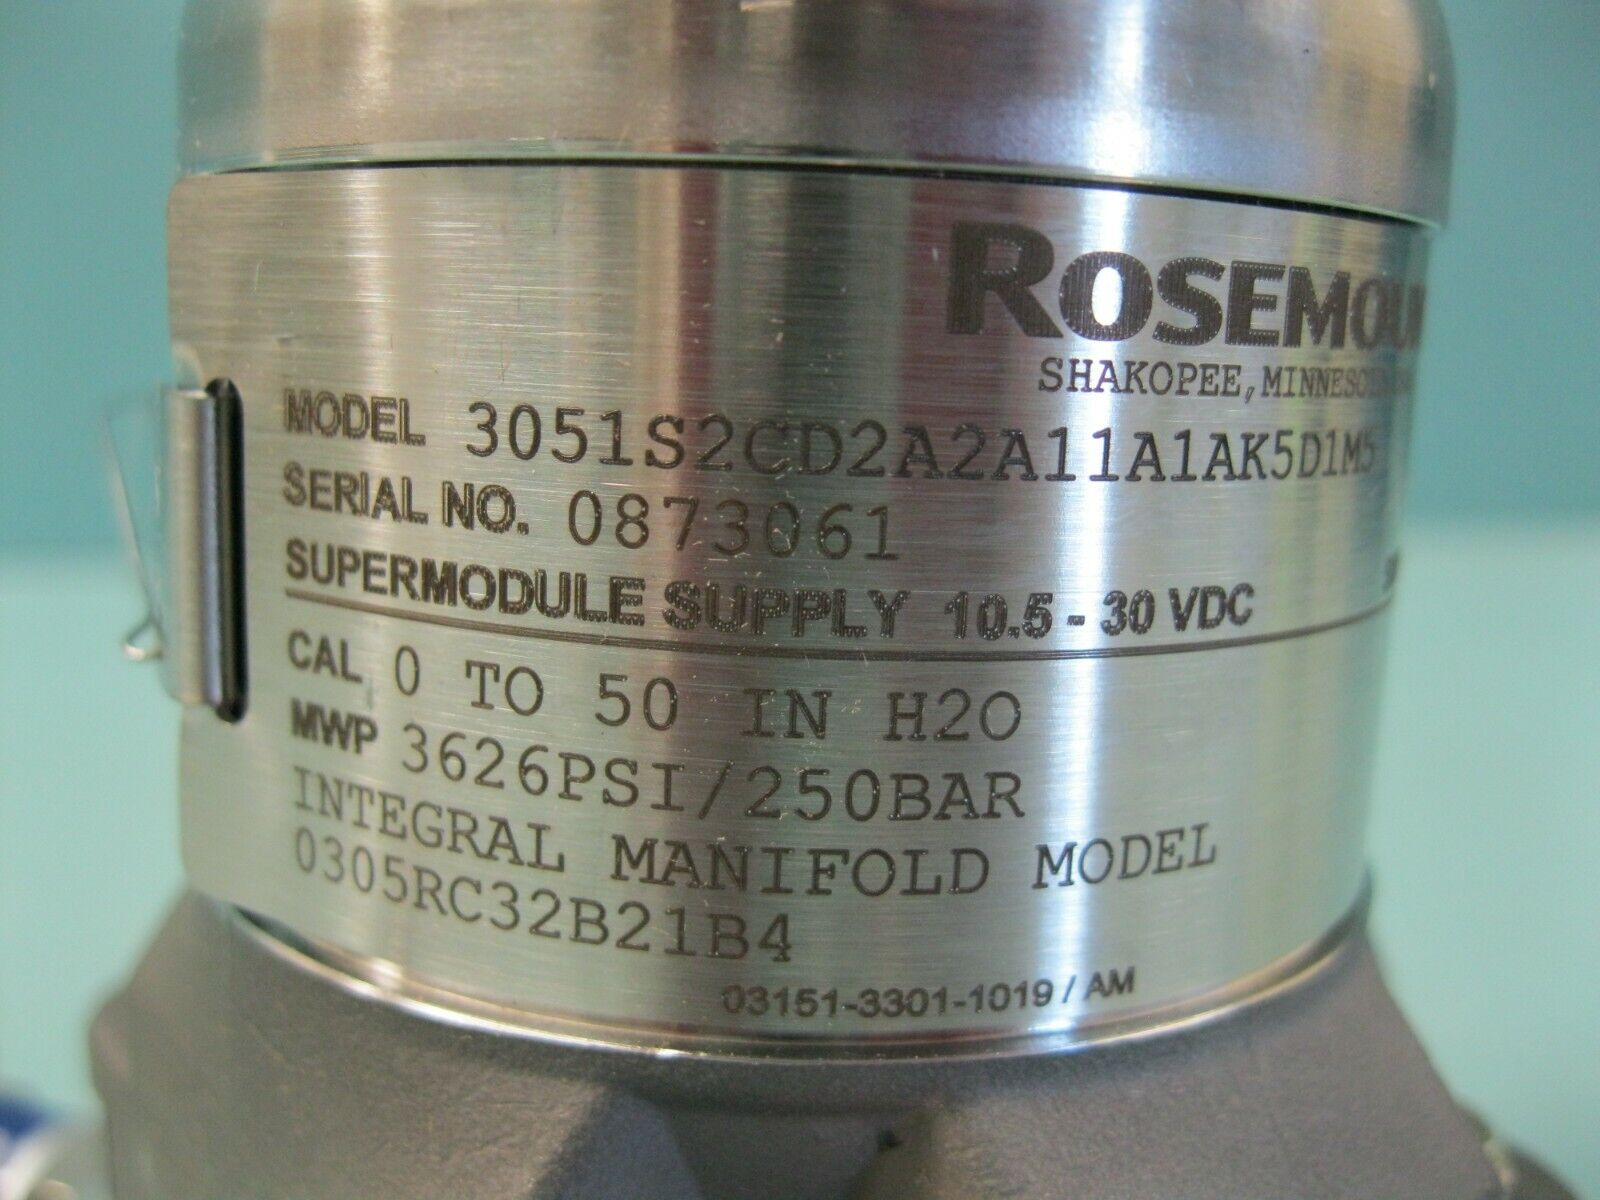 ROSEMOUN
SHAKOPEE, MINNESO
MODEL 3051S2CD2A2A11A1AK5D1M5
SERIAL NO. 0873061
SUPERMODULE SUPPLY 10.5 - 30 VDC
CAL 0 TO 50 IN H2O
MWP 3626PSI/250BAR
INTEGRAL MANIFOLD MODEL
0305RC32B21B4
03151-3301-1019 / AM